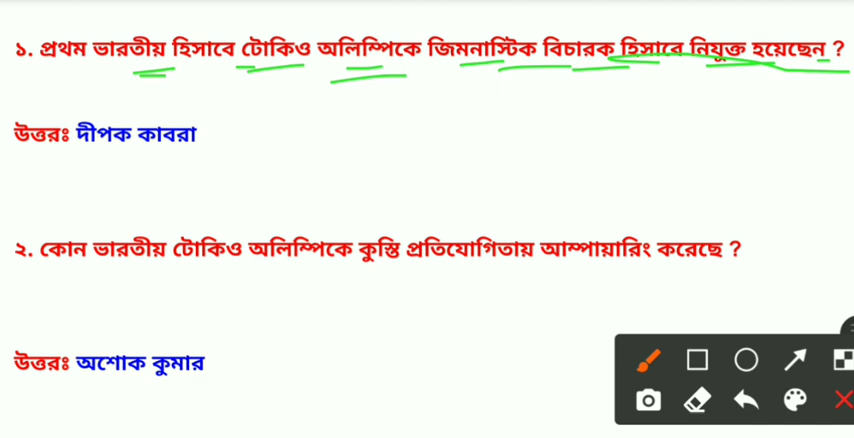 ১. প্রথম ভারতীয় হিসাবে টোকিও অলিম্পিকে জিমনাস্টিক বিচারক হিসাবে নিযুক্ত হয়েছেন ?
উত্তরঃ দীপক কাবরা
২. কোন ভারতীয় টোকিও অলিম্পিকে কুস্তি প্রতিযোগিতায় আম্পায়ারিং করেছে ?
উত্তরঃ অশোক কুমার